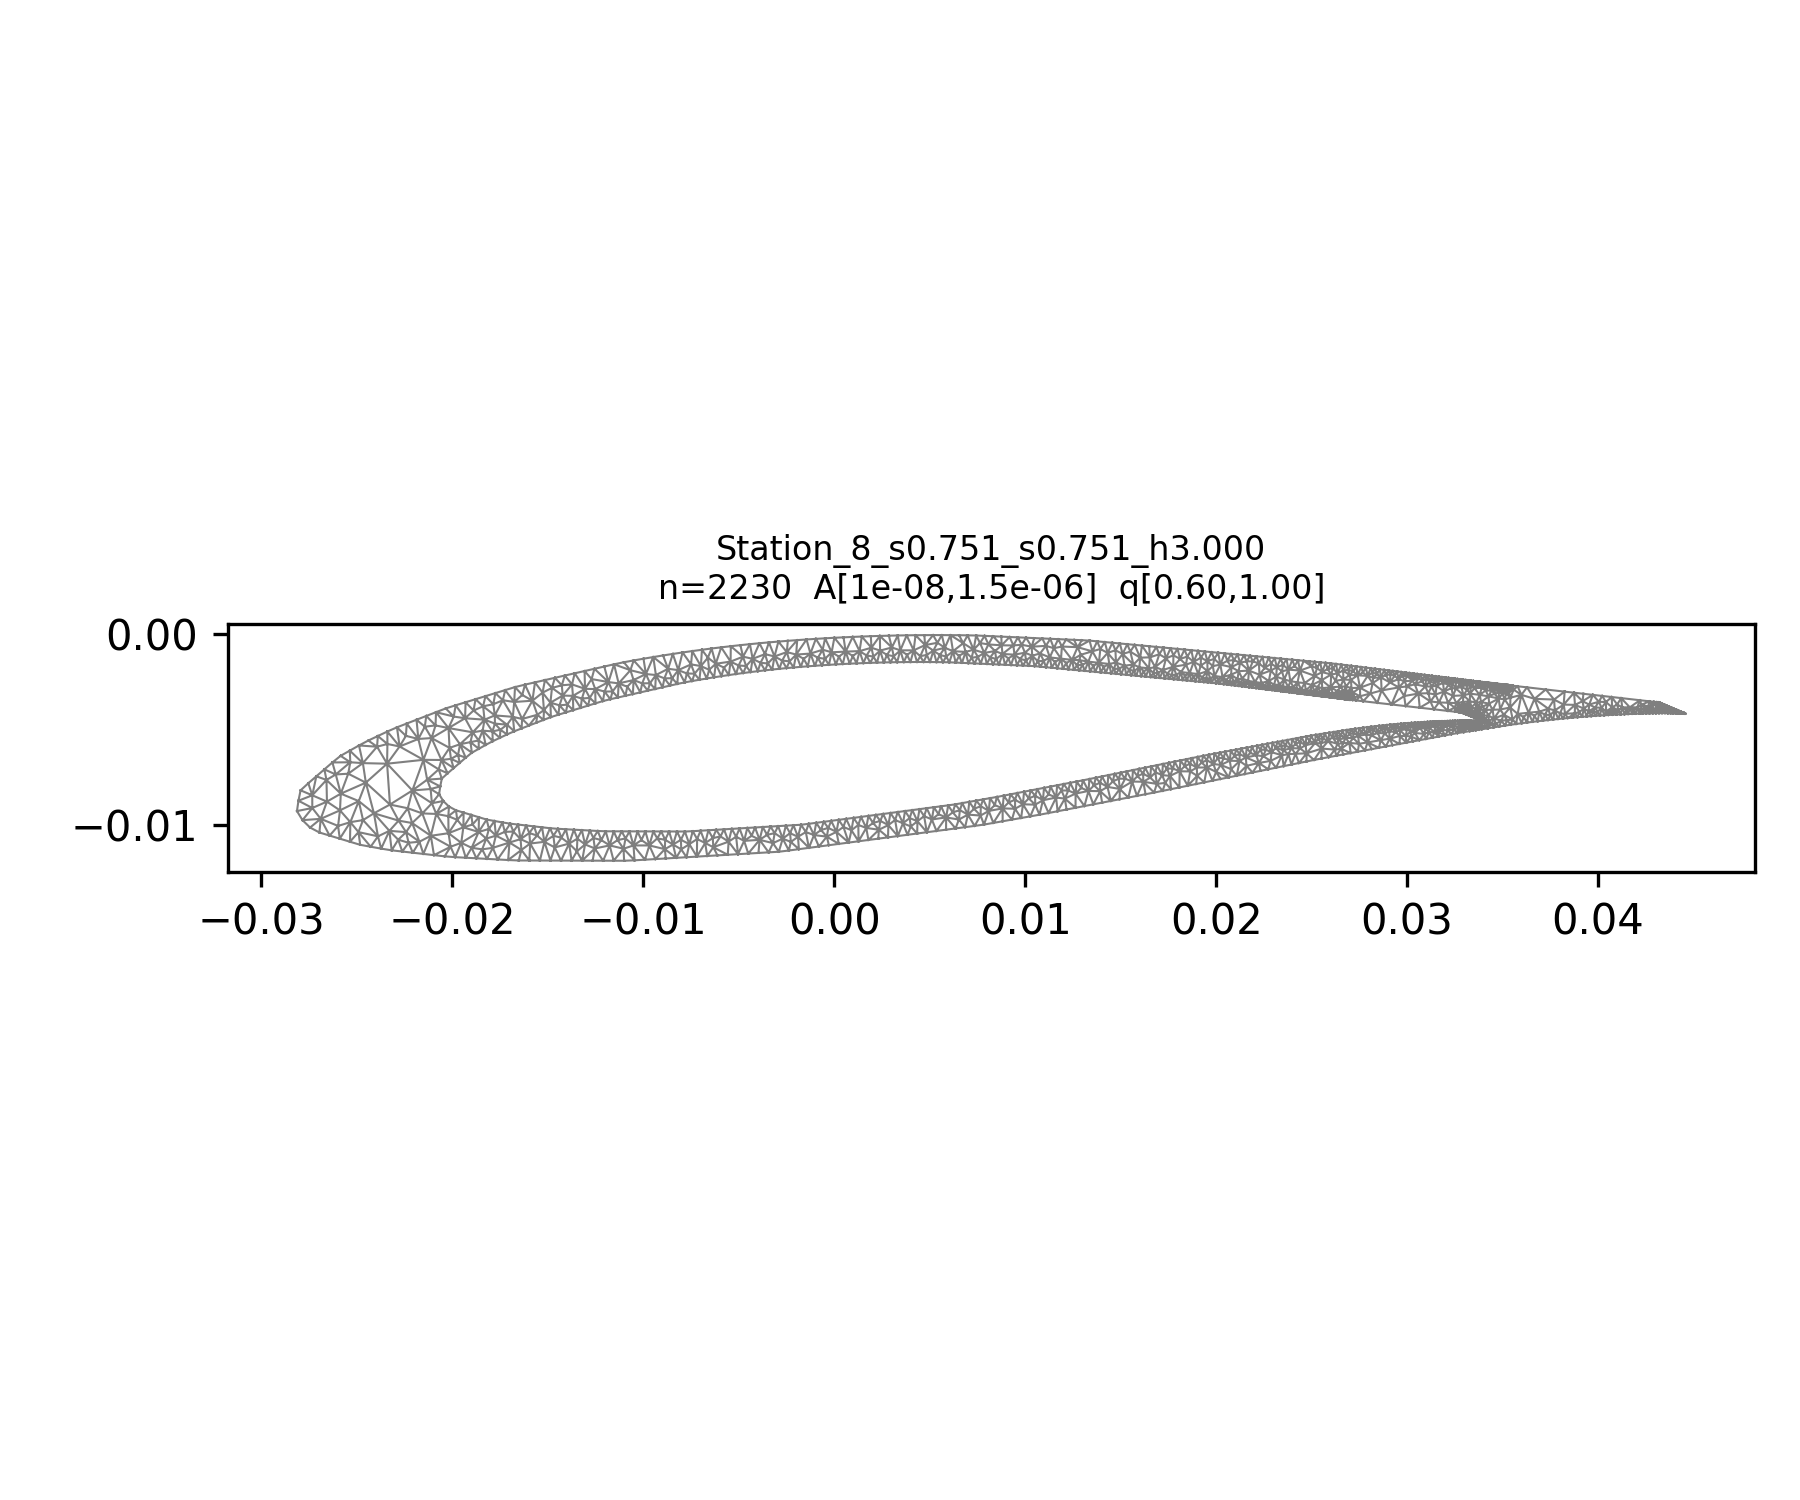 Station_8_s0.751_s0.751_h3.000
n=2230  A[1e-08,1.5e-06]  q[0.60,1.00]
0.00
−0.01
−0.03 −0.02 −0.01 0.00 0.01 0.02 0.03 0.04